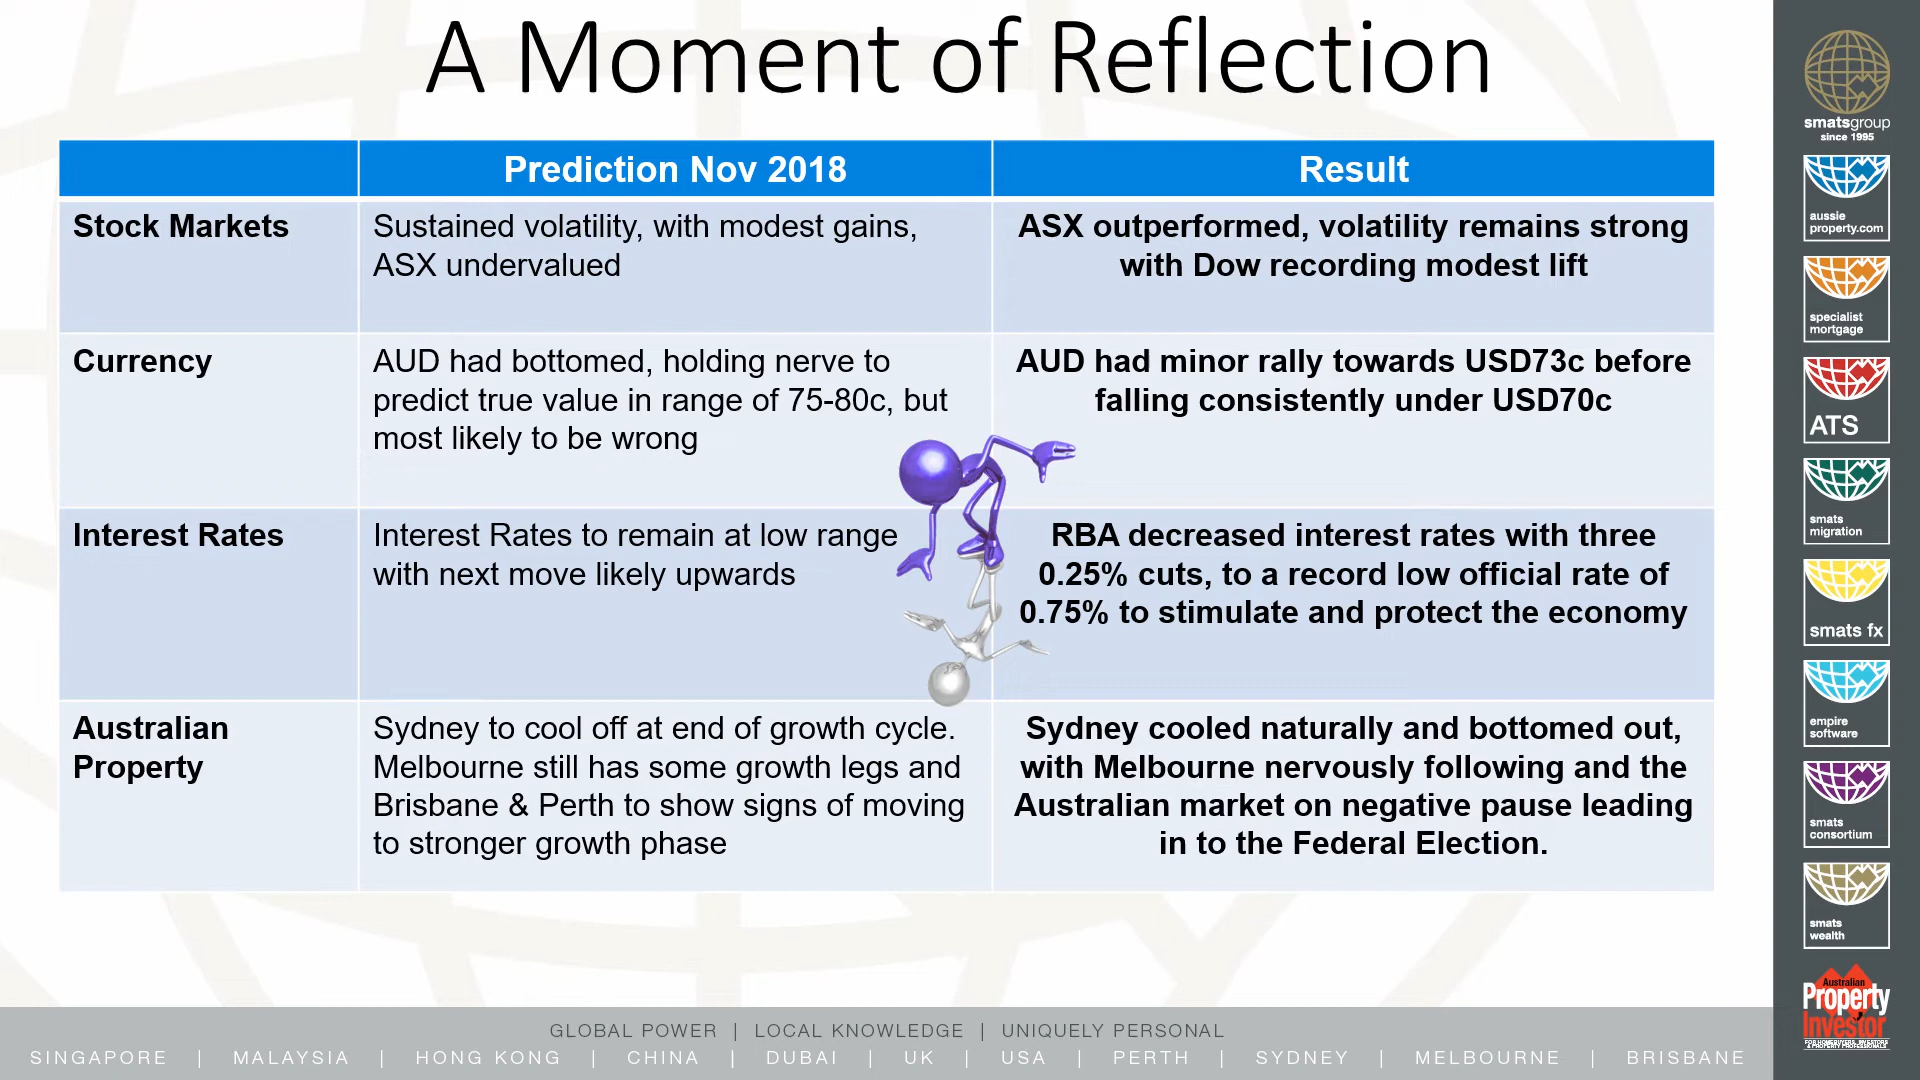 A Moment of Reflection
Prediction Nov 2018
Result
Stock Markets
Sustained volatility, with modest gains,
ASX undervalued
ASX outperformed, volatility remains strong
with Dow recording modest lift
Currency
AUD had bottomed, holding nerve to
predict true value in range of 75-80c, but
most likely to be wrong
AUD had minor rally towards USD73c before
falling consistently under USD70c
Interest Rates
Interest Rates to remain at low range
with next move likely upwards
RBA decreased interest rates with three
0.25% cuts, to a record low official rate of
0.75% to stimulate and protect the economy
Australian
Property
Sydney to cool off at end of growth cycle.
Melbourne still has some growth legs and
Brisbane & Perth to show signs of moving
to stronger growth phase
Sydney cooled naturally and bottomed out,
with Melbourne nervously following and the
Australian market on negative pause leading
in to the Federal Election.
smatsgroup
since 1995
aussie
property.com
specialist
mortgage
ATS
smats
migration
smats fx
empire
software
smats
consortium
smats
wealth
Australian
Property
Investor
FOR HOMEBUYERS, INVESTORS
& PROPERTY PROFESSIONALS
GLOBAL POWER | LOCAL KNOWLEDGE | UNIQUELY PERSONAL
SINGAPORE | MALAYSIA | HONG KONG | CHINA | DUBAI | UK | USA | PERTH | SYDNEY | MELBOURNE | BRISBANE